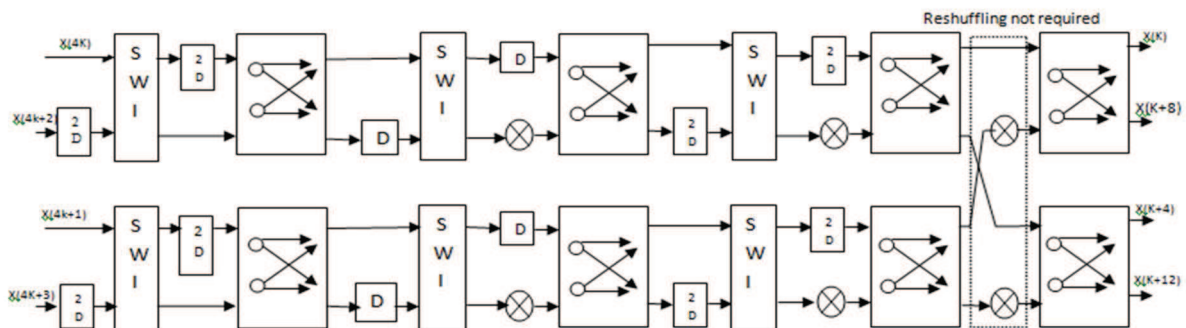 Reshuffling not required
X(4K)
S
W
I
2
D
S
W
I
D
S
W
I
2
D
X(K)
X(4k+2)
2
D
D
2
D
X(K+8)
X(4k+1)
S
W
I
2
D
S
W
I
D
S
W
I
2
D
X(K+4)
X(4K+3)
2
D
D
2
D
X(K+12)